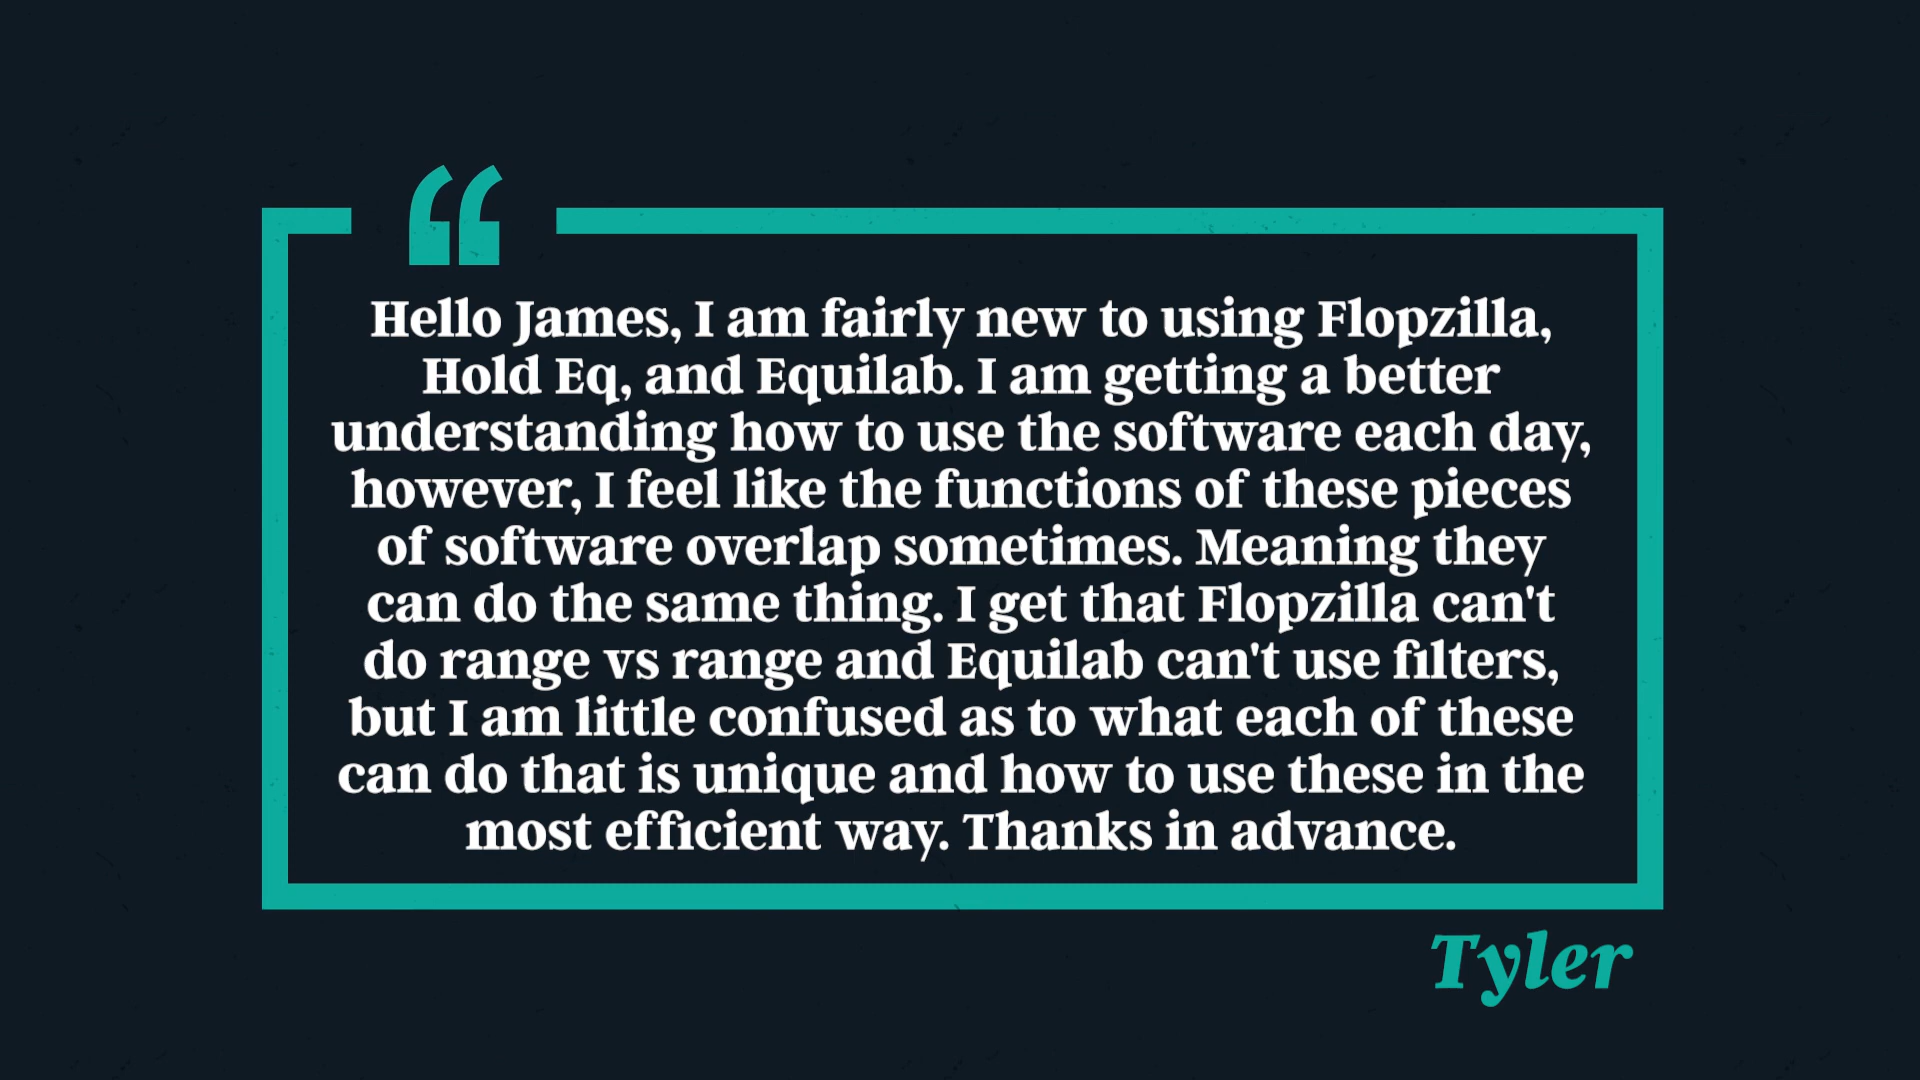 “
Hello James, I am fairly new to using Flopzilla,
Hold Eq, and Equilab. I am getting a better
understanding how to use the software each day,
however, I feel like the functions of these pieces
of software overlap sometimes. Meaning they
can do the same thing. I get that Flopzilla can't
do range vs range and Equilab can't use filters,
but I am little confused as to what each of these
can do that is unique and how to use these in the
most efficient way. Thanks in advance.
Tyler